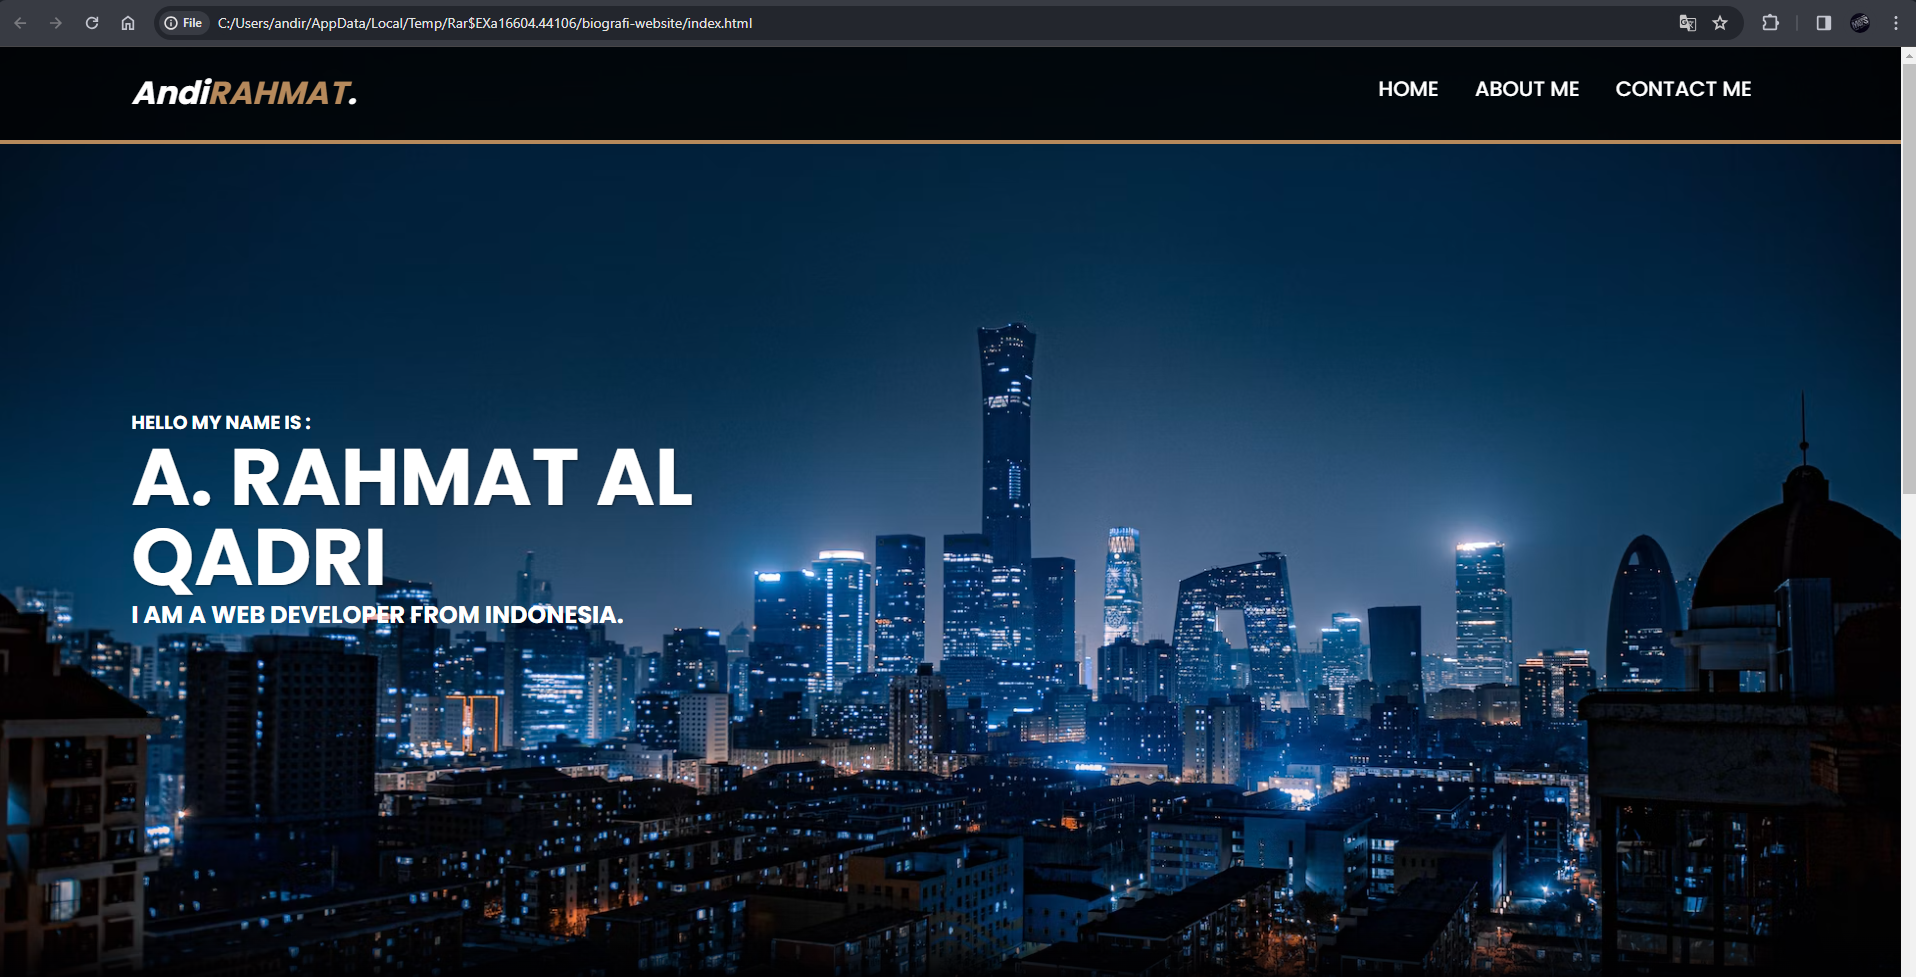 File
C:/Users/andir/AppData/Local/Temp/Rar$EXa16604.44106/biografi-website/index.html
AndiRAHMAT.
HOME ABOUT ME CONTACT ME
HELLO MY NAME IS :
A. RAHMAT AL
QADRI
I AM A WEB DEVELOPER FROM INDONESIA.